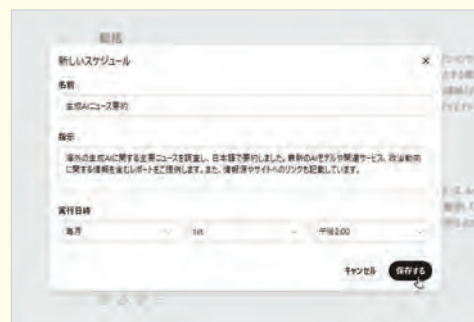 総括
新しいスケジュール ×
名前
生成AIニュース要約
指示
海外の生成AIに関する主要ニュースを調査し、日本語で要約しました。最新のAIモデルや関連サービス、政治動向
に関する情報を含むレポートをご提供します。また、情報源やサイトへのリンクも記載しています。
実行日時
毎月 1st 午後2:00
キャンセル 保存する